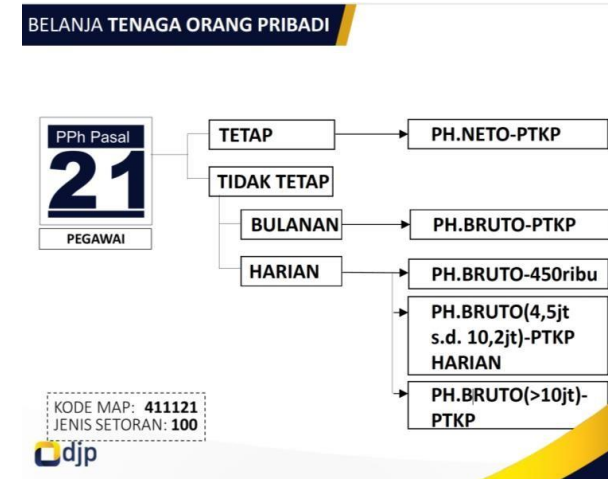 BELANJA TENAGA ORANG PRIBADI
PPh Pasal
21
PEGAWAI
TETAP
PH.NETO-PTKP
TIDAK TETAP
BULANAN
PH.BRUTO-PTKP
HARIAN
PH.BRUTO-450ribu
PH.BRUTO(4,5jt
s.d. 10,2jt)-PTKP
HARIAN
PH.BRUTO(>10jt)-
PTKP
KODE MAP: 411121
JENIS SETORAN: 100
djp